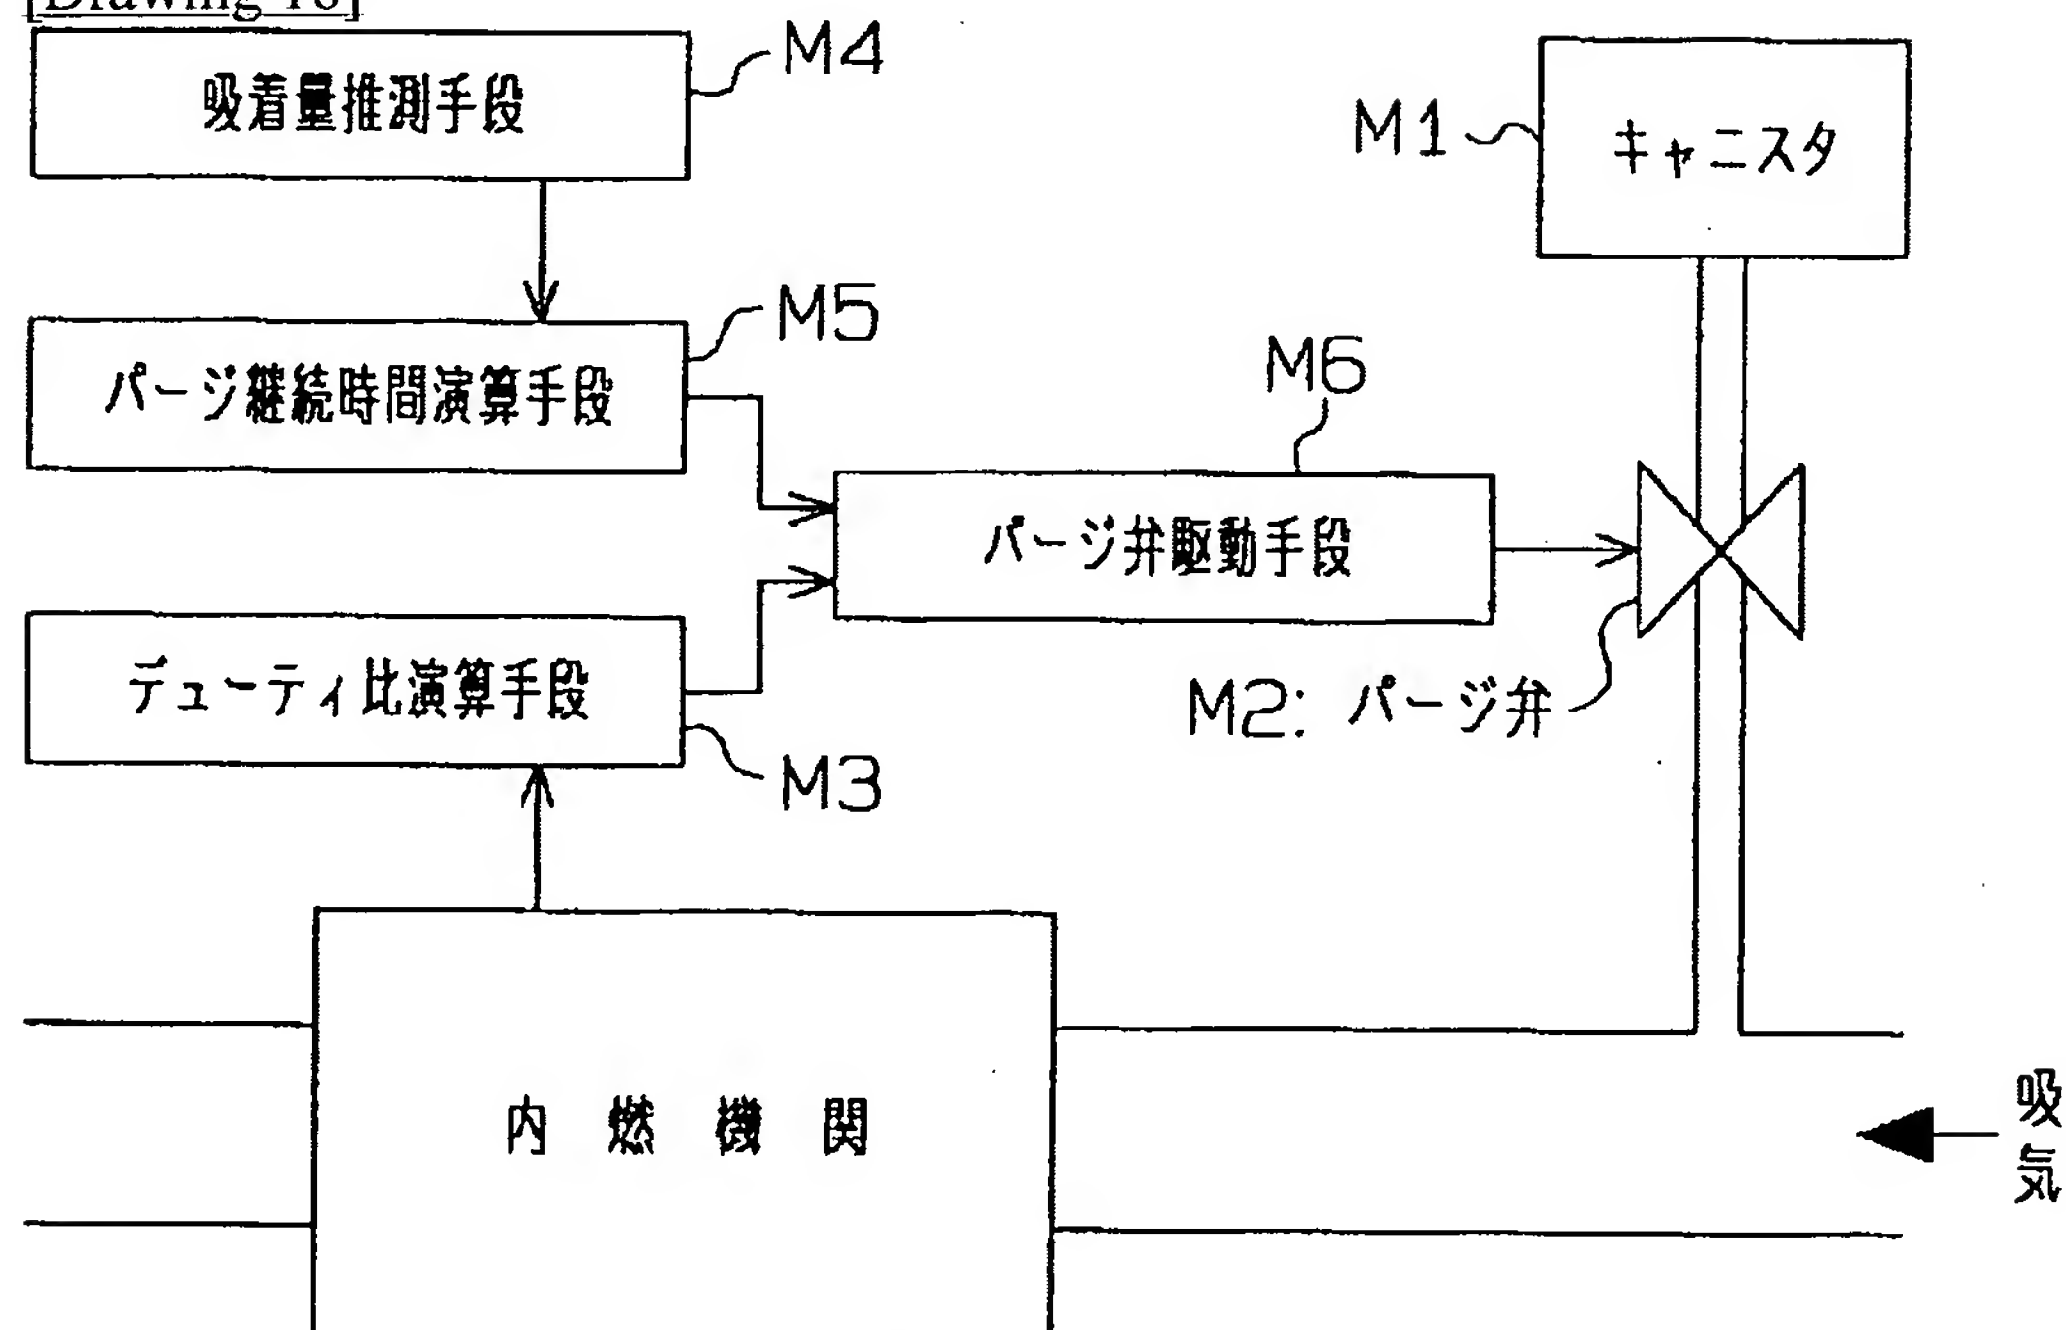 [Drawing 18]
M4
吸着量推測手段
M1
キャニスタ
M5
パージ継続時間演算手段
M6
パージ弁駆動手段
デューティ比演算手段
M2: パージ弁
M3
内燃機関
吸気